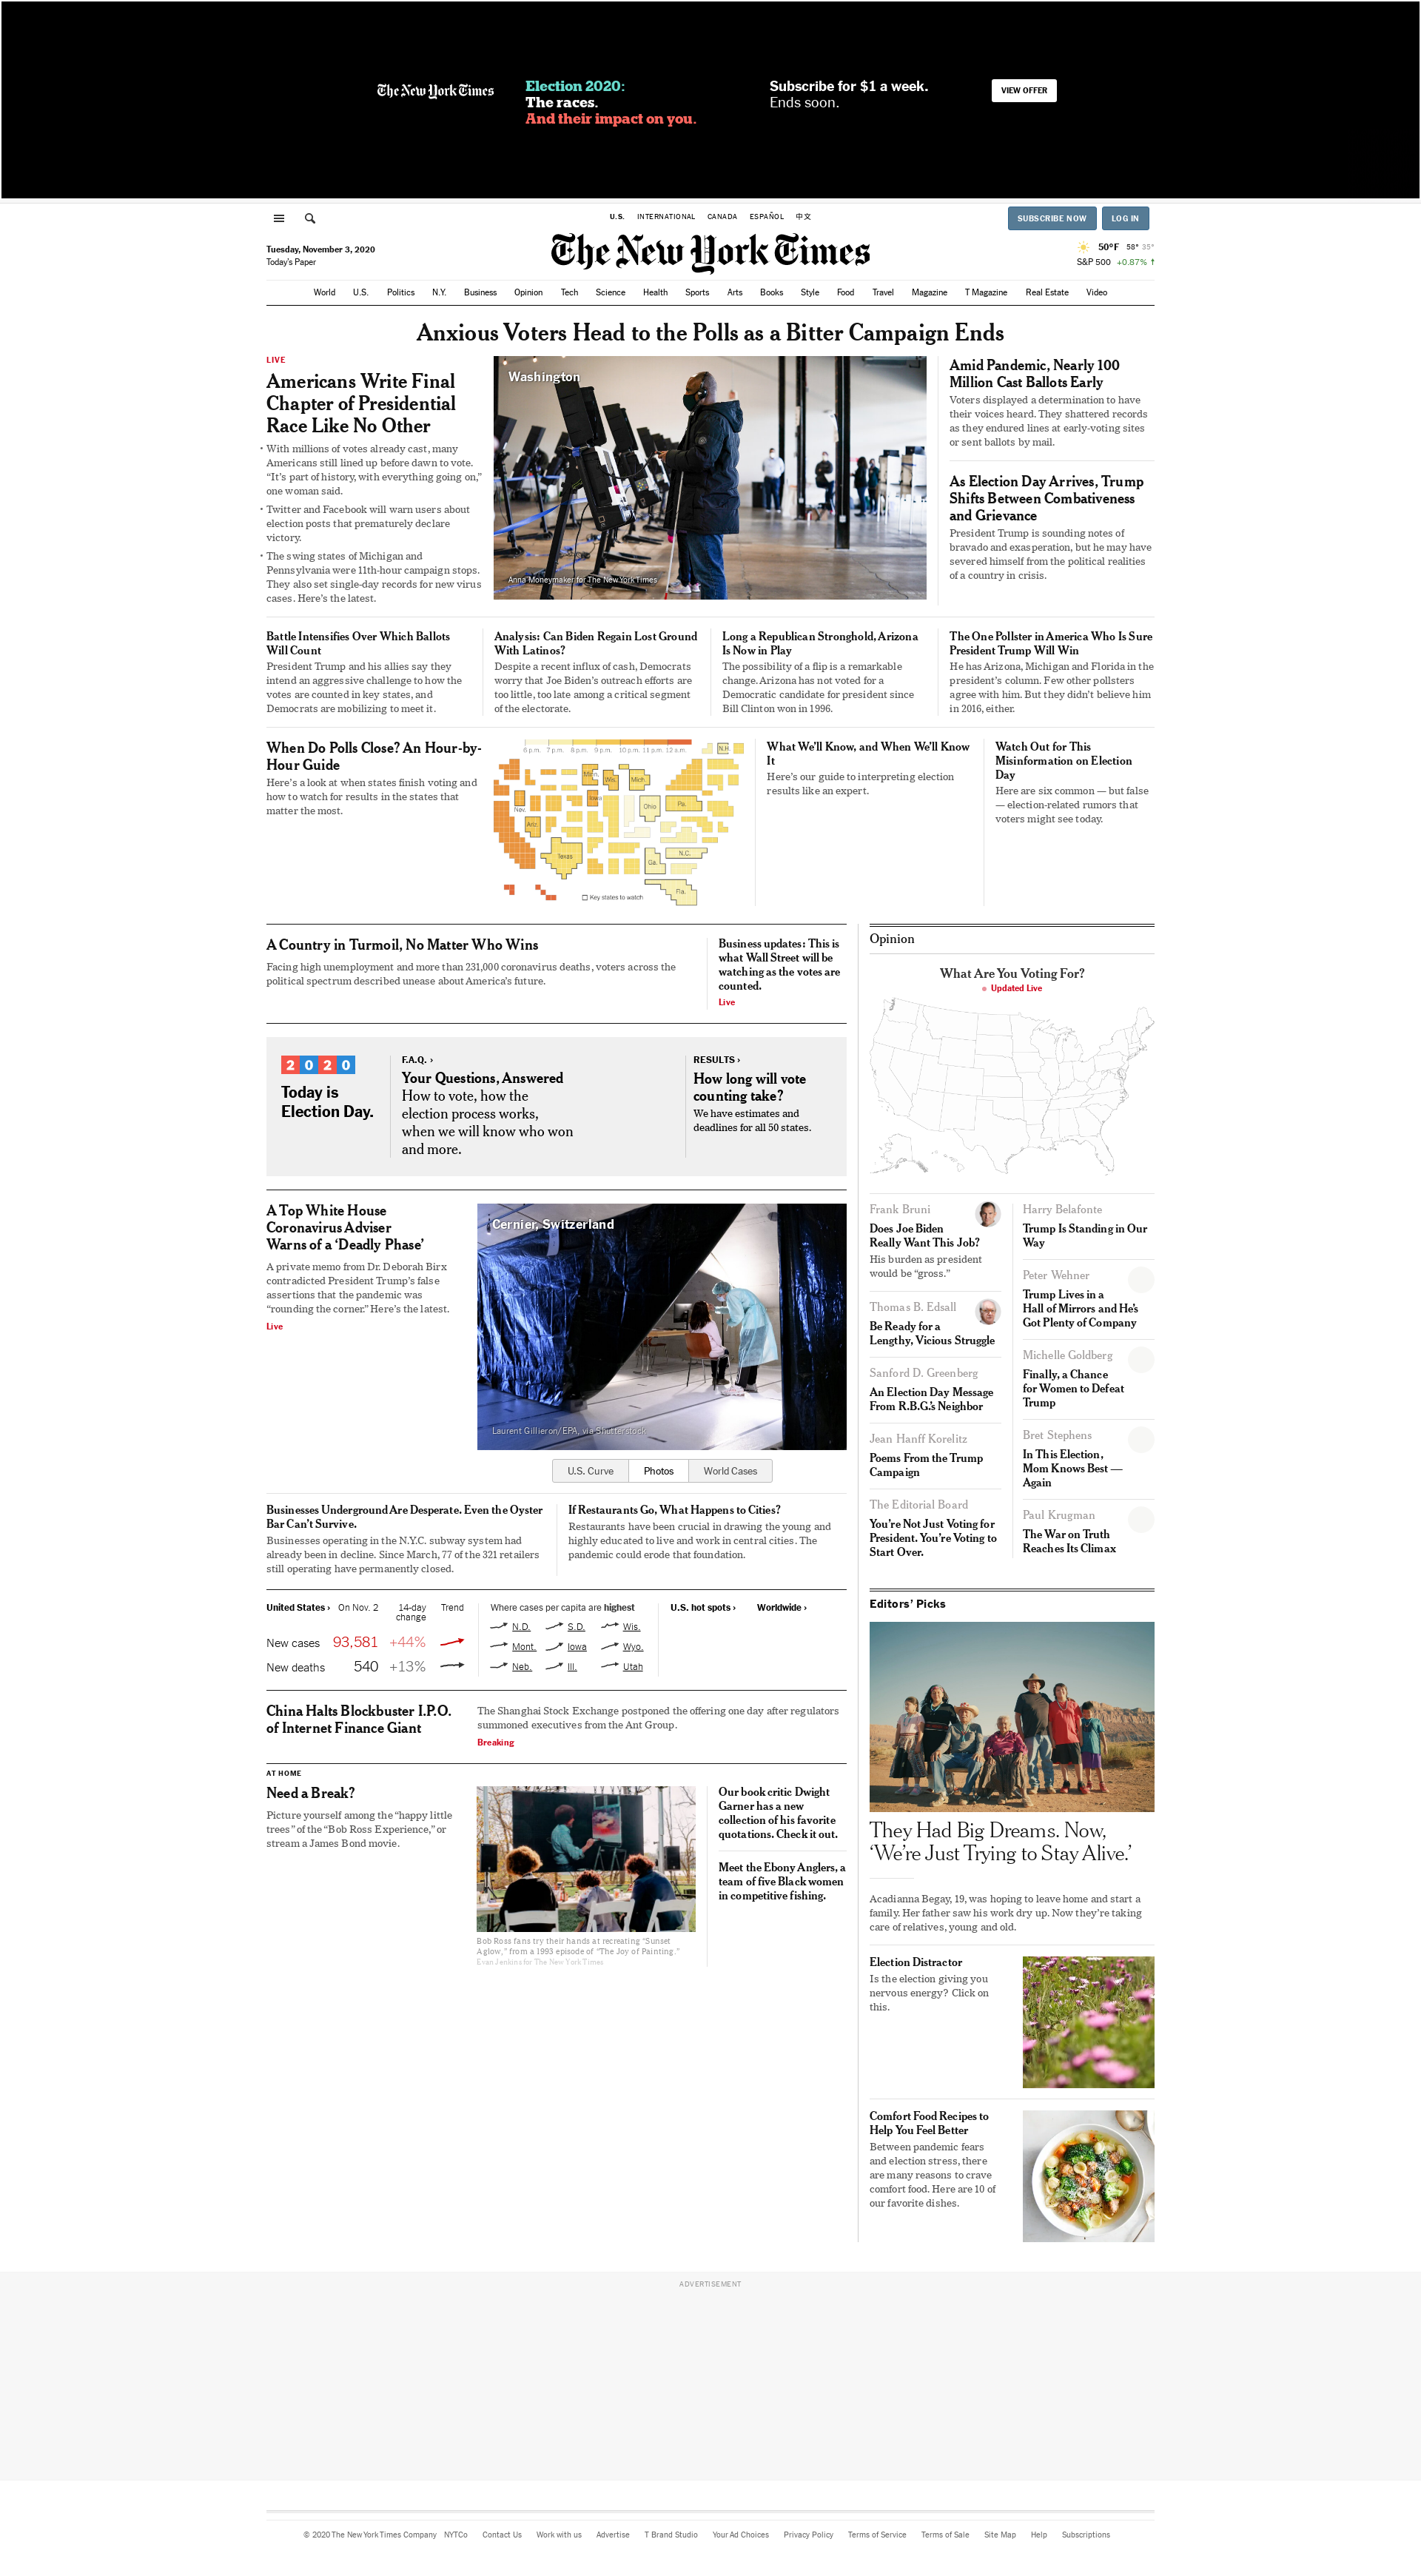 The New York Times
Election 2020:
The races.
And their impact on you.
Subscribe for $1 a week.
Ends soon.
VIEW OFFER
U.S. INTERNATIONAL CANADA ESPAÑOL 中文
SUBSCRIBE NOW LOG IN
Tuesday, November 3, 2020
Today's Paper
The New York Times
50°F 58° 35°
S&P 500 +0.87%
World U.S. Politics N.Y. Business Opinion Tech Science Health Sports Arts Books Style Food Travel Magazine T Magazine Real Estate Video
Anxious Voters Head to the Polls as a Bitter Campaign Ends
LIVE
Americans Write Final
Chapter of Presidential
Race Like No Other
With millions of votes already cast, many
Americans still lined up before dawn to vote.
“It's part of history, with everything going on,”
one woman said.
Twitter and Facebook will warn users about
election posts that prematurely declare
victory.
The swing states of Michigan and
Pennsylvania were 11th-hour campaign stops.
They also set single-day records for new virus
cases. Here's the latest.
Washington
Anna Moneymaker for The New York Times
Amid Pandemic, Nearly 100
Million Cast Ballots Early
Voters displayed a determination to have
their voices heard. They shattered records
as they endured lines at early-voting sites
or sent ballots by mail.
As Election Day Arrives, Trump
Shifts Between Combativeness
and Grievance
President Trump is sounding notes of
bravado and exasperation, but he may have
severed himself from the political realities
of a country in crisis.
Battle Intensifies Over Which Ballots
Will Count
President Trump and his allies say they
intend an aggressive challenge to how the
votes are counted in key states, and
Democrats are mobilizing to meet it.
Analysis: Can Biden Regain Lost Ground
With Latinos?
Despite a recent influx of cash, Democrats
worry that Joe Biden's outreach efforts are
too little, too late among a critical segment
of the electorate.
Long a Republican Stronghold, Arizona
Is Now in Play
The possibility of a flip is a remarkable
change. Arizona has not voted for a
Democratic candidate for president since
Bill Clinton won in 1996.
The One Pollster in America Who Is Sure
President Trump Will Win
He has Arizona, Michigan and Florida in the
president's column. Few other pollsters
agree with him. But they didn't believe him
in 2016, either.
When Do Polls Close? An Hour-by-
Hour Guide
Here's a look at when states finish voting and
how to watch for results in the states that
matter the most.
6 p.m. 7 p.m. 8 p.m. 9 p.m. 10 p.m. 11 p.m. 12 a.m.
N.H.
Minn.
Wis. Mich.
Iowa
Nev. Ohio Pa.
Ariz.
Texas Ga. N.C.
Fla.
Key states to watch
What We'll Know, and When We'll Know
It
Here's our guide to interpreting election
results like an expert.
Watch Out for This
Misinformation on Election
Day
Here are six common — but false
— election-related rumors that
voters might see today.
A Country in Turmoil, No Matter Who Wins
Facing high unemployment and more than 231,000 coronavirus deaths, voters across the
political spectrum described unease about America's future.
Business updates: This is
what Wall Street will be
watching as the votes are
counted.
Live
2020
Today is
Election Day.
F.A.Q. ›
Your Questions, Answered
How to vote, how the
election process works,
when we will know who won
and more.
RESULTS ›
How long will vote
counting take?
We have estimates and
deadlines for all 50 states.
A Top White House
Coronavirus Adviser
Warns of a ‘Deadly Phase’
A private memo from Dr. Deborah Birx
contradicted President Trump's false
assertions that the pandemic was
“rounding the corner.” Here's the latest.
Live
Cernier, Switzerland
Laurent Gillieron/EPA, via Shutterstock
U.S. Curve Photos World Cases
Businesses Underground Are Desperate. Even the Oyster
Bar Can't Survive.
Businesses operating in the N.Y.C. subway system had
already been in decline. Since March, 77 of the 321 retailers
still operating have permanently closed.
If Restaurants Go, What Happens to Cities?
Restaurants have been crucial in drawing the young and
highly educated to live and work in central cities. The
pandemic could erode that foundation.
United States › On Nov. 2 14-day change Trend
New cases 93,581 +44%
New deaths 540 +13%
Where cases per capita are highest
N.D. S.D. Wis.
Mont. Iowa Wyo.
Neb. Ill. Utah
U.S. hot spots › Worldwide ›
China Halts Blockbuster I.P.O.
of Internet Finance Giant
The Shanghai Stock Exchange postponed the offering one day after regulators
summoned executives from the Ant Group.
Breaking
AT HOME
Need a Break?
Picture yourself among the “happy little
trees” of the “Bob Ross Experience,” or
stream a James Bond movie.
Bob Ross fans try their hands at recreating “Sunset
Aglow,” from a 1993 episode of “The Joy of Painting.”
Evan Jenkins for The New York Times
Our book critic Dwight
Garner has a new
collection of his favorite
quotations. Check it out.
Meet the Ebony Anglers, a
team of five Black women
in competitive fishing.
Opinion
What Are You Voting For?
Updated Live
Frank Bruni
Does Joe Biden
Really Want This Job?
His burden as president
would be “gross.”
Thomas B. Edsall
Be Ready for a
Lengthy, Vicious Struggle
Sanford D. Greenberg
An Election Day Message
From R.B.G.'s Neighbor
Jean Hanff Korelitz
Poems From the Trump
Campaign
The Editorial Board
You're Not Just Voting for
President. You're Voting to
Start Over.
Harry Belafonte
Trump Is Standing in Our
Way
Peter Wehner
Trump Lives in a
Hall of Mirrors and He's
Got Plenty of Company
Michelle Goldberg
Finally, a Chance
for Women to Defeat
Trump
Bret Stephens
In This Election,
Mom Knows Best —
Again
Paul Krugman
The War on Truth
Reaches Its Climax
Editors' Picks
They Had Big Dreams. Now,
‘We're Just Trying to Stay Alive.’
Acadianna Begay, 19, was hoping to leave home and start a
family. Her father saw his work dry up. Now they're taking
care of relatives, young and old.
Election Distractor
Is the election giving you
nervous energy? Click on
this.
Comfort Food Recipes to
Help You Feel Better
Between pandemic fears
and election stress, there
are many reasons to crave
comfort food. Here are 10 of
our favorite dishes.
ADVERTISEMENT
© 2020 The New York Times Company NYTCo Contact Us Work with us Advertise T Brand Studio Your Ad Choices Privacy Policy Terms of Service Terms of Sale Site Map Help Subscriptions